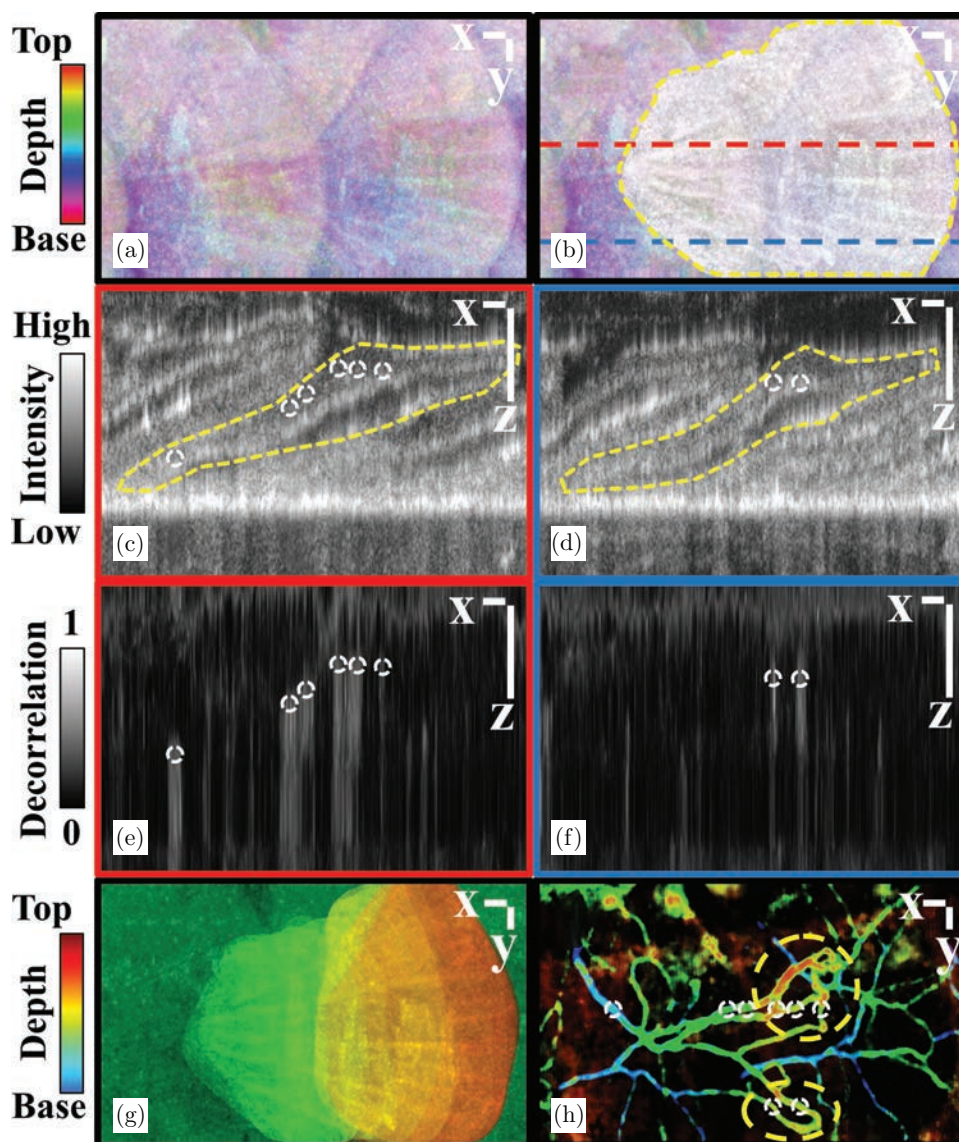 Top
Depth
Base
x
y
(a)
x
y
(b)
High
Intensity
Low
x
z
(c)
x
z
(d)
1
Decorrelation
0
x
z
(e)
x
z
(f)
Top
Depth
Base
x
y
(g)
x
y
(h)